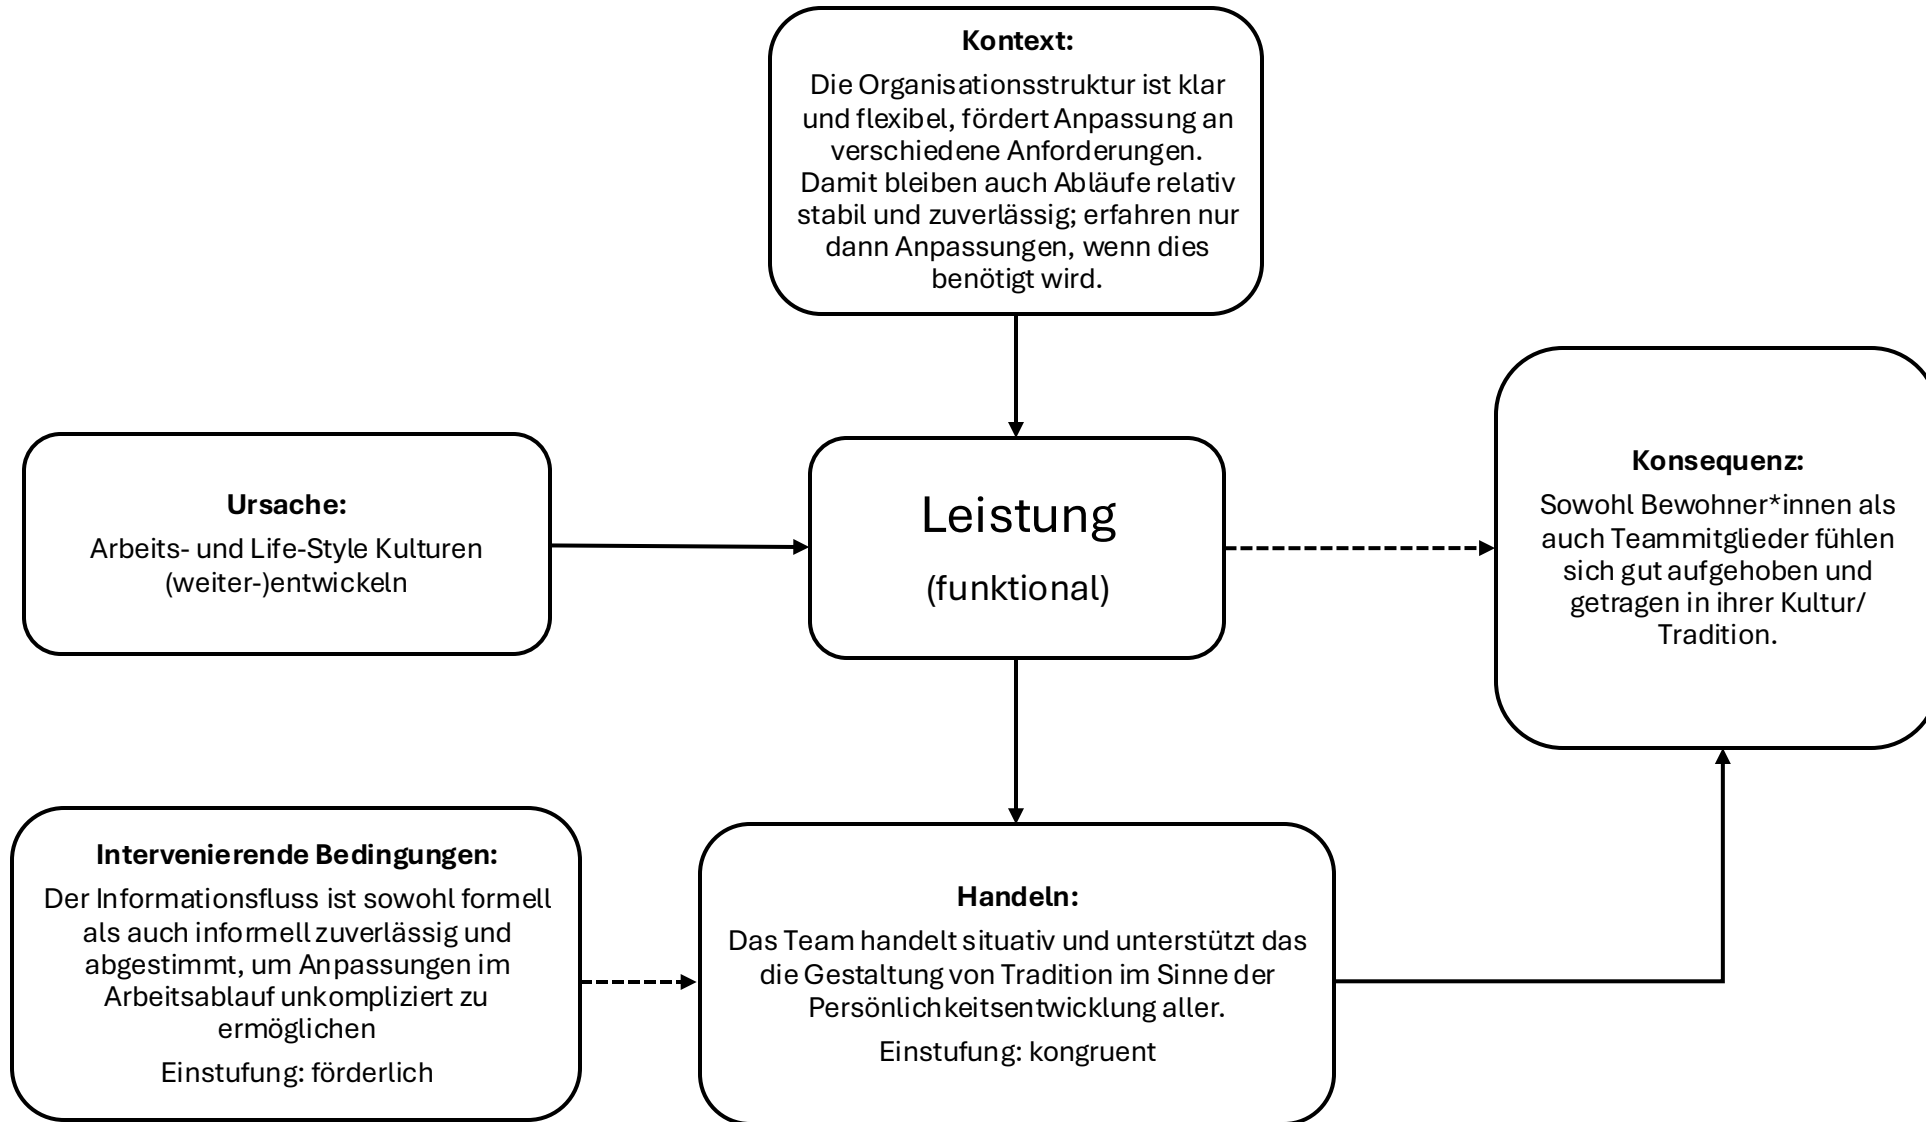 Kontext:
Die Organisationsstruktur ist klar
und flexibel, fördert Anpassung an
verschiedene Anforderungen.
Damit bleiben auch Abläufe relativ
stabil und zuverlässig; erfahren nur
dann Anpassungen, wenn dies
benötigt wird.
Ursache:
Arbeits- und Life-Style Kulturen
(weiter-)entwickeln
Leistung
(funktional)
Konsequenz:
Sowohl Bewohner*innen als
auch Teammitglieder fühlen
sich gut aufgehoben und
getragen in ihrer Kultur/
Tradition.
Intervenierende Bedingungen:
Der Informationsfluss ist sowohl formell
als auch informell zuverlässig und
abgestimmt, um Anpassungen im
Arbeitsablauf unkompliziert zu
ermöglichen
Einstufung: förderlich
Handeln:
Das Team handelt situativ und unterstützt das
die Gestaltung von Tradition im Sinne der
Persönlichkeitsentwicklung aller.
Einstufung: kongruent